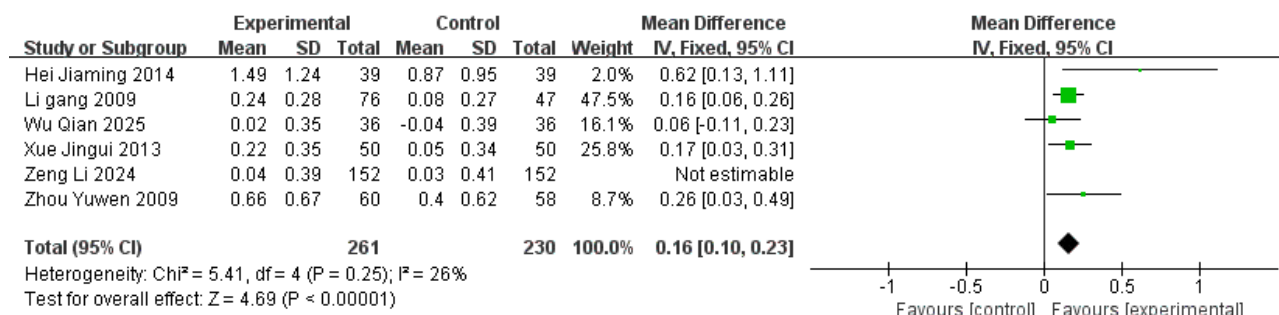 Experimental Control Mean Difference Mean Difference
Study or Subgroup Mean SD Total Mean SD Total Weight IV, Fixed, 95% CI IV, Fixed, 95% CI
Hei Jiaming 2014 1.49 1.24 39 0.87 0.95 39 2.0% 0.62 [0.13, 1.11]
Li gang 2009 0.24 0.28 76 0.08 0.27 47 47.5% 0.16 [0.06, 0.26]
Wu Qian 2025 0.02 0.35 36 -0.04 0.39 36 16.1% 0.06 [-0.11, 0.23]
Xue Jingui 2013 0.22 0.35 50 0.05 0.34 50 25.8% 0.17 [0.03, 0.31]
Zeng Li 2024 0.04 0.39 152 0.03 0.41 152 Not estimable
Zhou Yuwen 2009 0.66 0.67 60 0.4 0.62 58 8.7% 0.26 [0.03, 0.49]
Total (95% CI) 261 230 100.0% 0.16 [0.10, 0.23]
Heterogeneity: Chi² = 5.41, df = 4 (P = 0.25); I² = 26%
Test for overall effect: Z = 4.69 (P < 0.00001)
-1 -0.5 0 0.5 1
Favours [control] Favours [experimental]